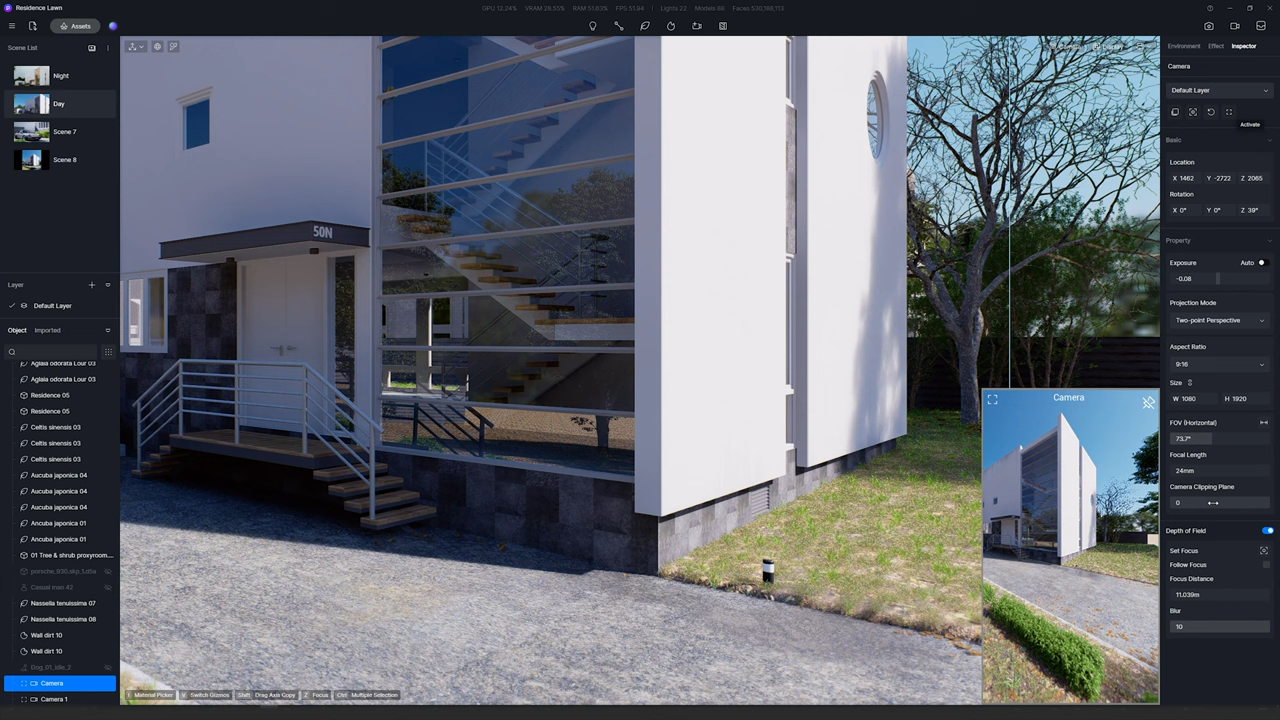 Residence Lawn
GPU 12.24% VRAM 28.55% RAM 51.63% FPS 51.94 | Lights 22 Models 88 Faces 530,188,113
Assets
Scene List
Night
Day
Scene 7
Scene 8
Layer
Default Layer
Object Imported
Aglaia odorata Lour 03
Aglaia odorata Lour 03
Residence 05
Residence 05
Celtis sinensis 03
Celtis sinensis 03
Celtis sinensis 03
Aucuba japonica 04
Aucuba japonica 04
Aucuba japonica 04
Ancuba japonica 01
Ancuba japonica 01
01 Tree & shrub proxyroom....
porsche_930.skp_1.d5a
Casual man 42
Nassella tenuissima 07
Nassella tenuissima 08
Wall dirt 10
Wall dirt 10
Dog_01_idle_2
Camera
Camera 1
50N
I Material Picker V Switch Gizmos Shift Drag Axis Copy Z Focus Ctrl Multiple Selection
Camera
Environment Effect Inspector
Camera
Default Layer
Activate
Basic
Location
X 1462 Y -2722 Z 2065
Rotation
X 0° Y 0° Z 39°
Property
Exposure Auto
-0.08
Projection Mode
Two-point Perspective
Aspect Ratio
9:16
Size
W 1080 H 1920
FOV (Horizontal)
73.7°
Focal Length
24mm
Camera Clipping Plane
0
Depth of Field
Set Focus
Follow Focus
Focus Distance
11.039m
Blur
10